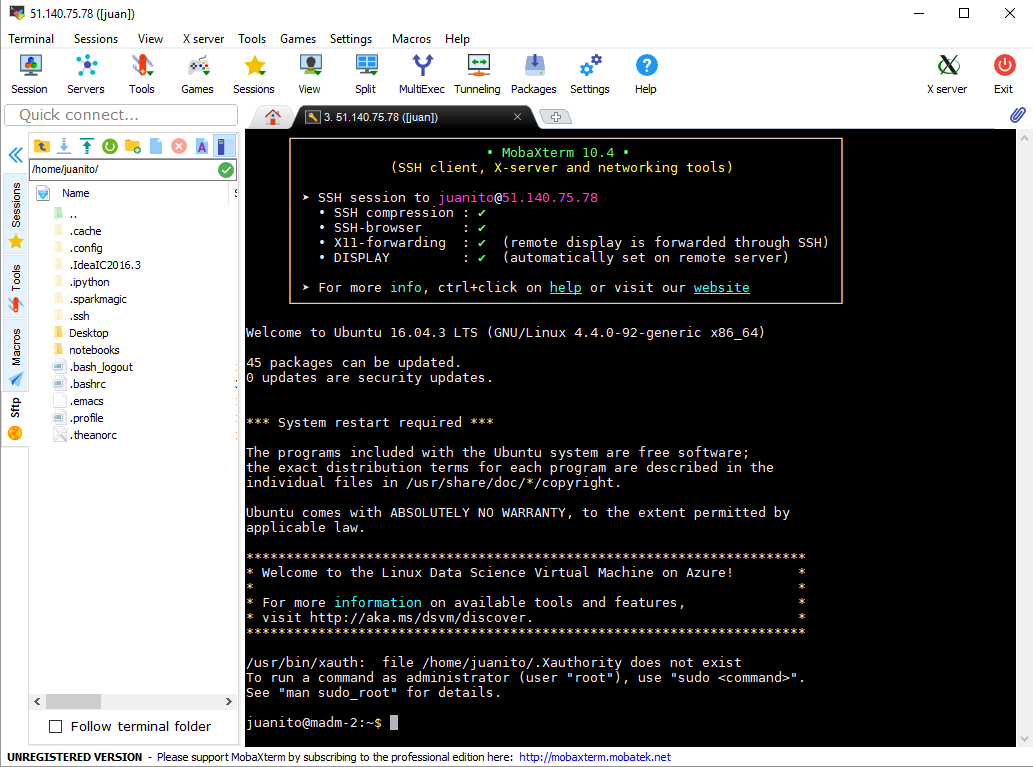 51.140.75.78 ([juan])
Terminal Sessions View X server Tools Games Settings Macros Help
Session Servers Tools Games Sessions View Split MultiExec Tunneling Packages Settings Help X server Exit
Quick connect...
3. 51.140.75.78 ([juan])
/home/juanito/
Name
..
.cache
.config
.IdeaIC2016.3
.ipython
.sparkmagic
.ssh
Desktop
notebooks
.bash_logout
.bashrc
.emacs
.profile
.theanorc
Follow terminal folder
Sessions
Tools
Macros
Sftp
• MobaXterm 10.4 •
(SSH client, X-server and networking tools)
➤ SSH session to juanito@51.140.75.78
• SSH compression : ✔
• SSH-browser : ✔
• X11-forwarding : ✔ (remote display is forwarded through SSH)
• DISPLAY : ✔ (automatically set on remote server)
➤ For more info, ctrl+click on help or visit our website
Welcome to Ubuntu 16.04.3 LTS (GNU/Linux 4.4.0-92-generic x86_64)
45 packages can be updated.
0 updates are security updates.
*** System restart required ***
The programs included with the Ubuntu system are free software;
the exact distribution terms for each program are described in the
individual files in /usr/share/doc/*/copyright.
Ubuntu comes with ABSOLUTELY NO WARRANTY, to the extent permitted by
applicable law.
**********************************************************************
* Welcome to the Linux Data Science Virtual Machine on Azure! *
* *
* For more information on available tools and features, *
* visit http://aka.ms/dsvm/discover. *
**********************************************************************
/usr/bin/xauth: file /home/juanito/.Xauthority does not exist
To run a command as administrator (user "root"), use "sudo <command>".
See "man sudo_root" for details.
juanito@madm-2:~$
UNREGISTERED VERSION - Please support MobaXterm by subscribing to the professional edition here: http://mobaxterm.mobatek.net